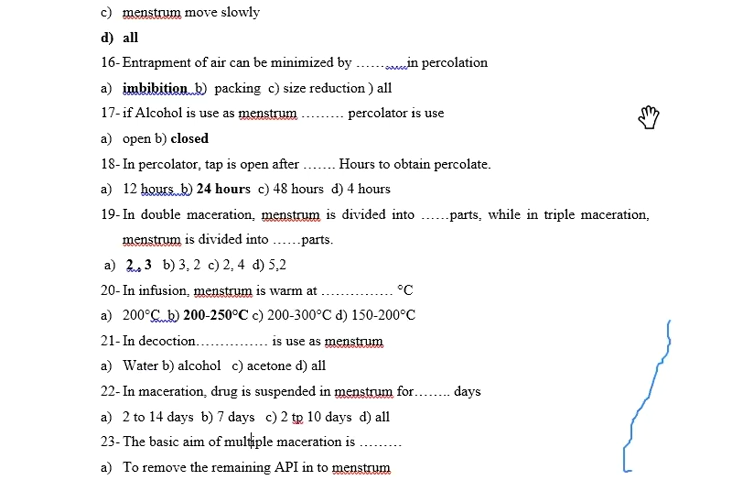 c) menstrum move slowly
d) all
16- Entrapment of air can be minimized by ............in percolation
a) imbibition b) packing c) size reduction ) all
17- if Alcohol is use as menstrum ......... percolator is use
a) open b) closed
18- In percolator, tap is open after ....... Hours to obtain percolate.
a) 12 hours b) 24 hours c) 48 hours d) 4 hours
19- In double maceration, menstrum is divided into ......parts, while in triple maceration,
menstrum is divided into ......parts.
a) 2, 3 b) 3, 2 c) 2, 4 d) 5,2
20- In infusion, menstrum is warm at ............... °C
a) 200°C b) 200-250°C c) 200-300°C d) 150-200°C
21- In decoction............... is use as menstrum
a) Water b) alcohol c) acetone d) all
22- In maceration, drug is suspended in menstrum for........ days
a) 2 to 14 days b) 7 days c) 2 tp 10 days d) all
23- The basic aim of multiple maceration is .........
a) To remove the remaining API in to menstrum